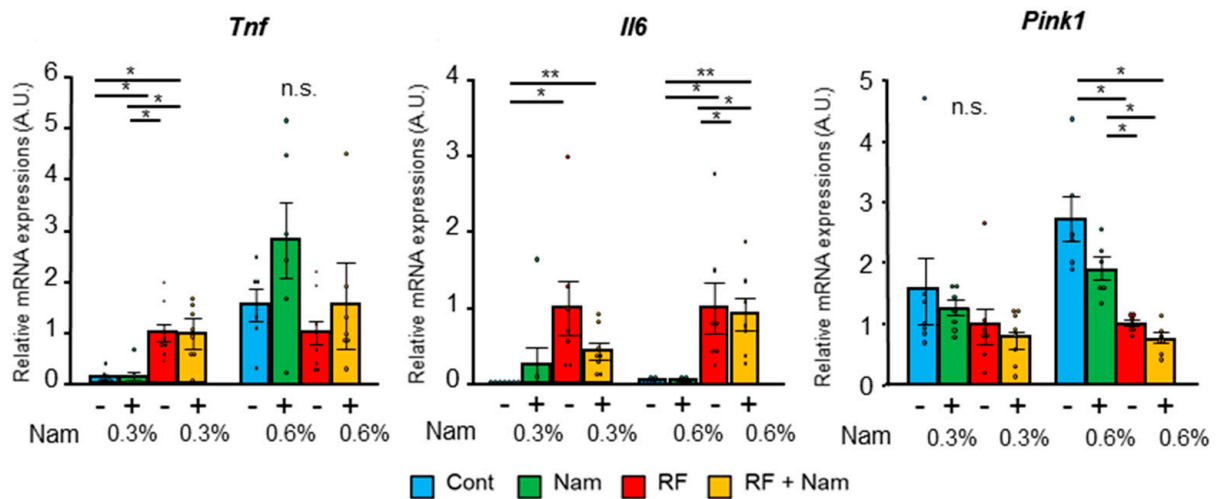 Tnf
Il6
Pink1
Relative mRNA expressions (A.U.)
6
5
4
3
2
1
0
*
*
*
*
n.s.
- + - + - + - +
Nam 0.3% 0.3% 0.6% 0.6%
Relative mRNA expressions (A.U.)
4
3
2
1
0
**
*
**
*
*
*
- + - + - + - +
0.3% 0.3% 0.6% 0.6%
Relative mRNA expressions (A.U.)
5
4
3
2
1
0
n.s.
*
*
*
*
- + - + - + - +
Nam 0.3% 0.3% 0.6% 0.6%
Cont Nam RF RF + Nam